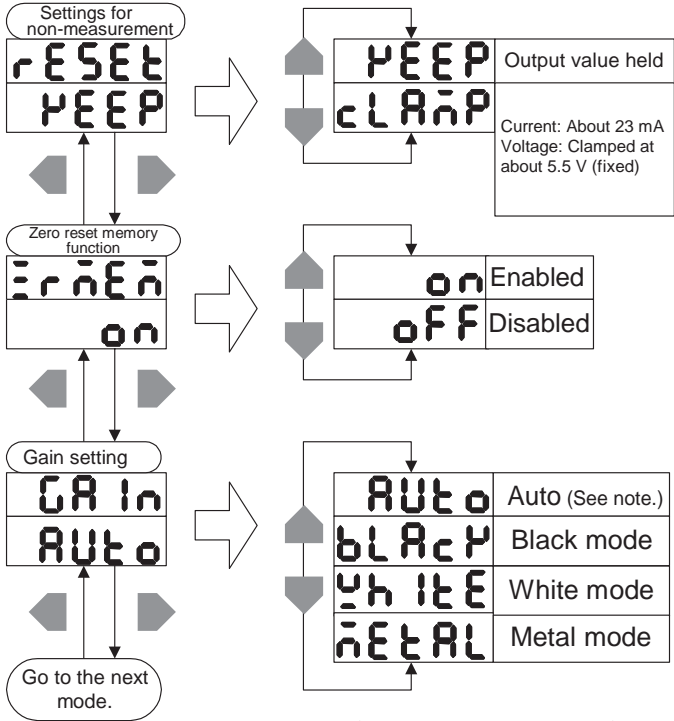 Settings for
non-measurement
rESEt
KEEP
KEEP
Output value held
cLAmP
Current: About 23 mA
Voltage: Clamped at
about 5.5 V (fixed)
Zero reset memory
function
ZrmEm
on
on
Enabled
oFF
Disabled
Gain setting
GAIn
AUto
AUto
Auto (See note.)
bLAcK
Black mode
WhItE
White mode
mEtAL
Metal mode
Go to the next
mode.